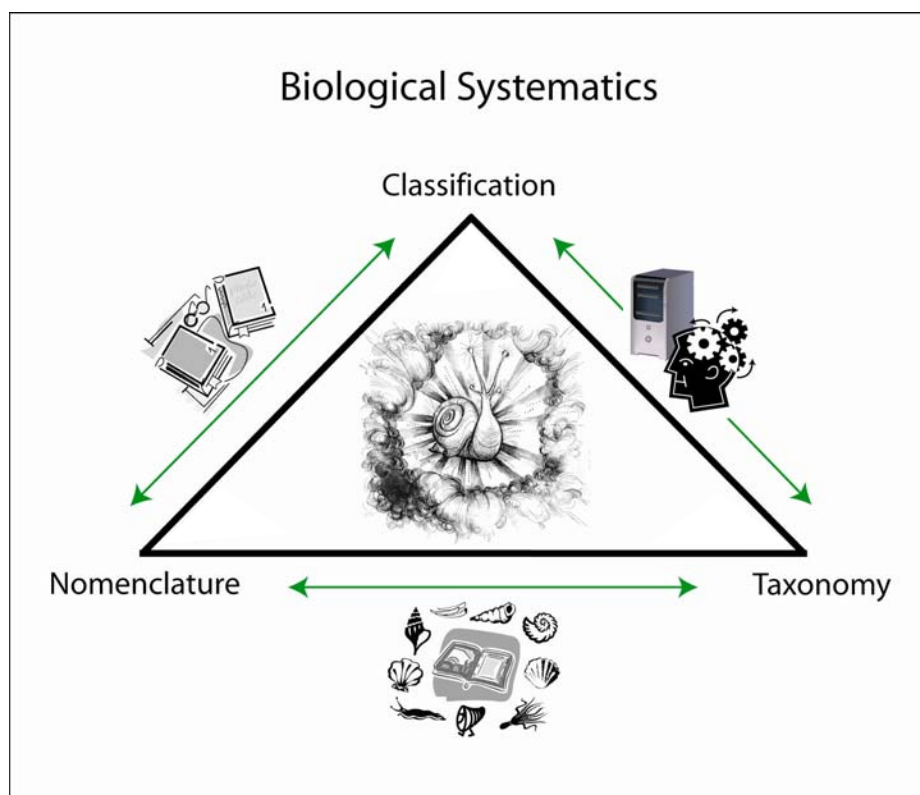 Biological Systematics
Classification
Nomenclature
Taxonomy